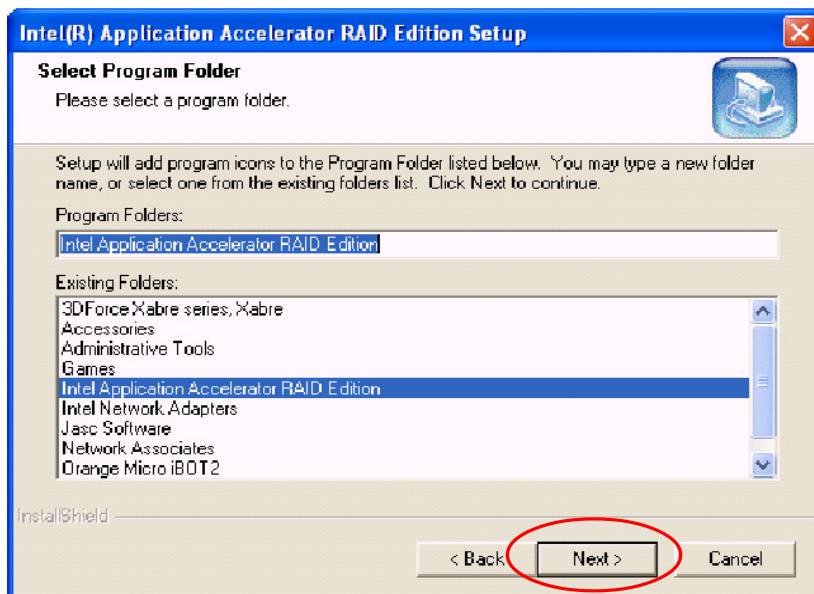 Intel(R) Application Accelerator RAID Edition Setup
Select Program Folder
Please select a program folder.
Setup will add program icons to the Program Folder listed below. You may type a new folder
name, or select one from the existing folders list. Click Next to continue.
Program Folders:
Intel Application Accelerator RAID Edition
Existing Folders:
3DForce Xabre series, Xabre
Accessories
Administrative Tools
Games
Intel Application Accelerator RAID Edition
Intel Network Adapters
Jasc Software
Network Associates
Orange Micro iBOT2
InstallShield
< Back
Next >
Cancel